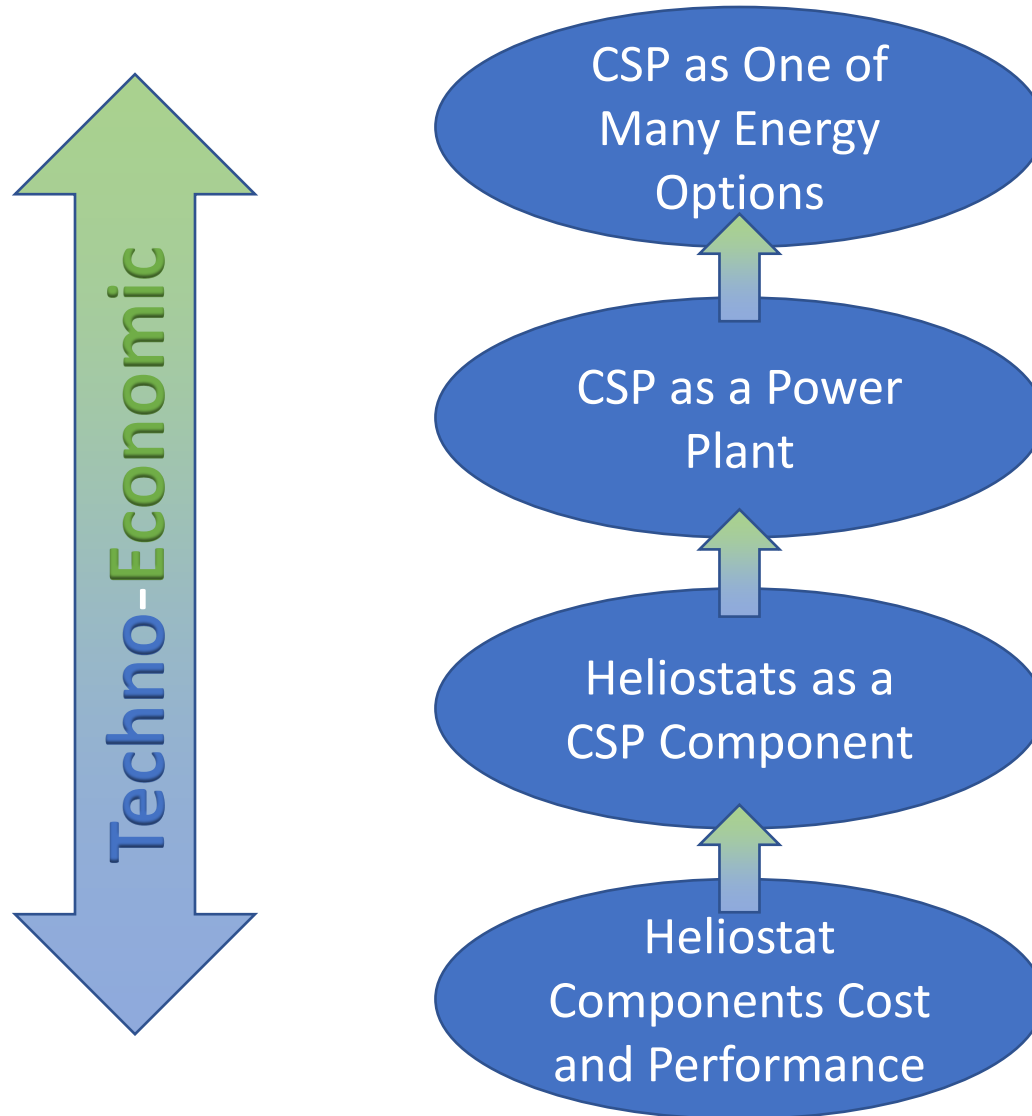 Techno-Economic
CSP as One of
Many Energy
Options
CSP as a Power
Plant
Heliostats as a
CSP Component
Heliostat
Components Cost
and Performance